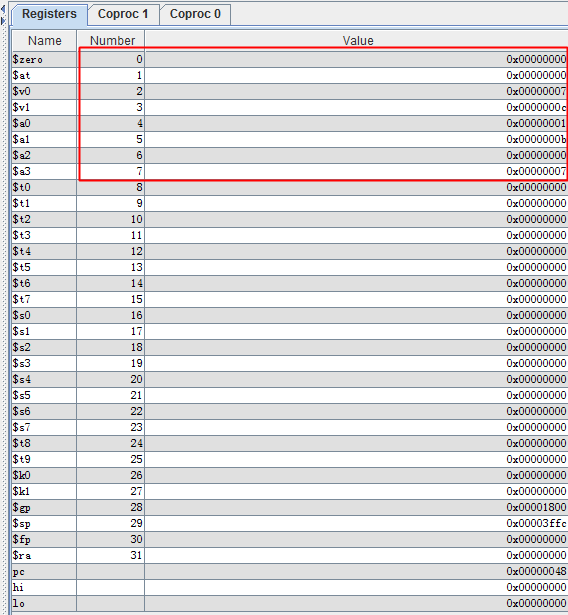 Registers Coproc 1 Coproc 0
Name Number Value
$zero 0 0x00000000
$at 1 0x00000000
$v0 2 0x00000007
$v1 3 0x0000000c
$a0 4 0x00000001
$a1 5 0x0000000b
$a2 6 0x00000000
$a3 7 0x00000007
$t0 8 0x00000000
$t1 9 0x00000000
$t2 10 0x00000000
$t3 11 0x00000000
$t4 12 0x00000000
$t5 13 0x00000000
$t6 14 0x00000000
$t7 15 0x00000000
$s0 16 0x00000000
$s1 17 0x00000000
$s2 18 0x00000000
$s3 19 0x00000000
$s4 20 0x00000000
$s5 21 0x00000000
$s6 22 0x00000000
$s7 23 0x00000000
$t8 24 0x00000000
$t9 25 0x00000000
$k0 26 0x00000000
$k1 27 0x00000000
$gp 28 0x00001800
$sp 29 0x00003ffc
$fp 30 0x00000000
$ra 31 0x00000000
pc 0x00000048
hi 0x00000000
lo 0x00000000